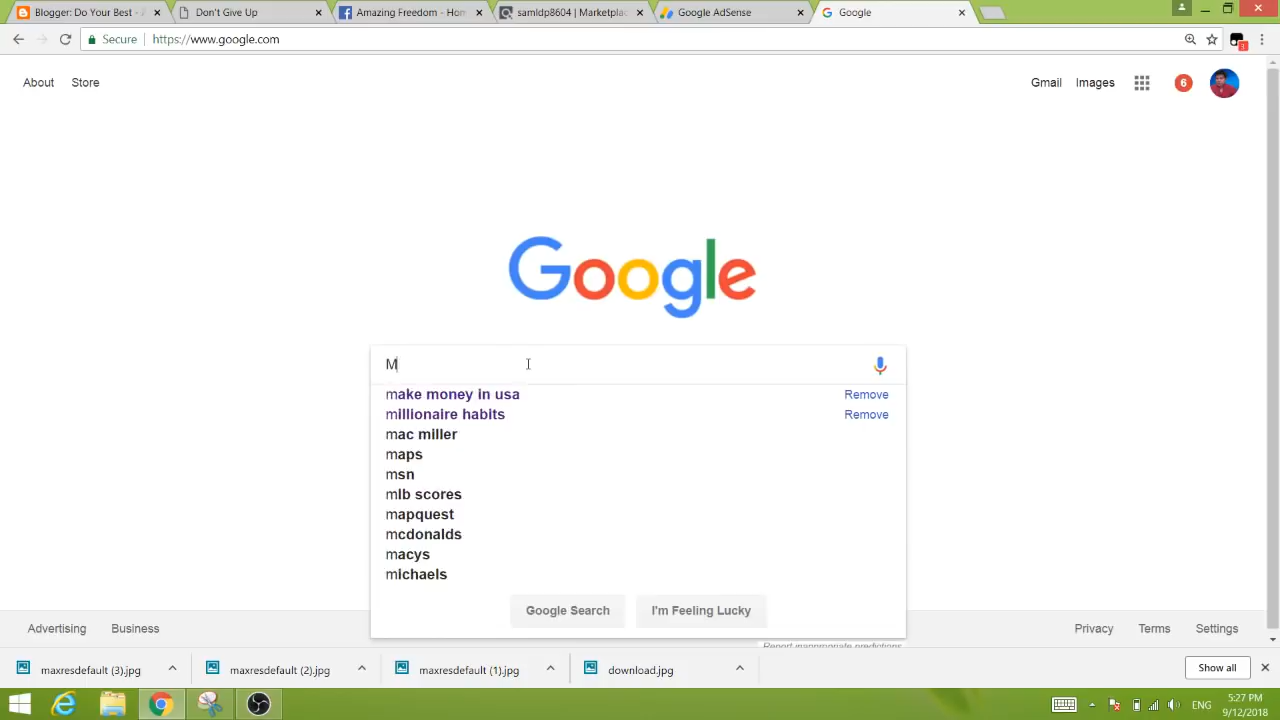 Blogger: Do Your Best - A
Don't Give Up
Amazing Freedom - Hom
samldp8604 | Marketplac
Google AdSense
Google
Secure
https://www.google.com
1
About
Store
Gmail
Images
6
Google
M
make money in usa
Remove
millionaire habits
Remove
mac miller
maps
msn
mlb scores
mapquest
mcdonalds
macys
michaels
Google Search
I'm Feeling Lucky
Report inappropriate predictions
Advertising
Business
Privacy
Terms
Settings
maxresdefault (3).jpg
maxresdefault (2).jpg
maxresdefault (1).jpg
download.jpg
Show all
ENG
5:27 PM
9/12/2018